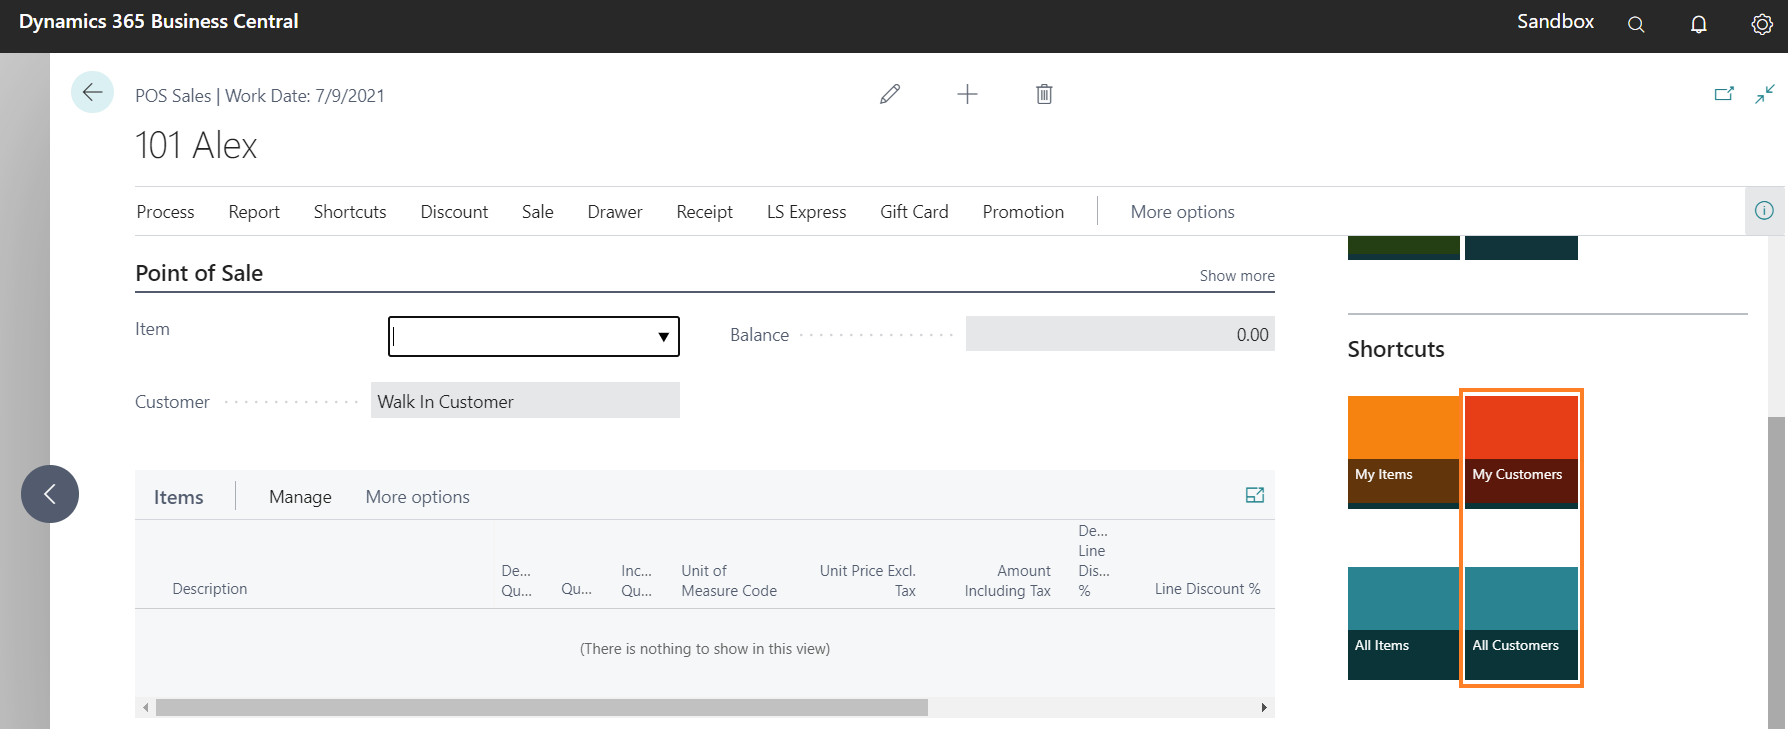 Dynamics 365 Business Central
Sandbox
POS Sales | Work Date: 7/9/2021
101 Alex
Process Report Shortcuts Discount Sale Drawer Receipt LS Express Gift Card Promotion More options
Point of Sale
Show more
Item
Balance
0.00
Customer
Walk In Customer
Items Manage More options
Description
De...
Qu...
Qu...
Inc...
Qu...
Unit of
Measure Code
Unit Price Excl.
Tax
Amount
Including Tax
De...
Line
Dis...
%
Line Discount %
(There is nothing to show in this view)
Shortcuts
My Items
My Customers
All Items
All Customers